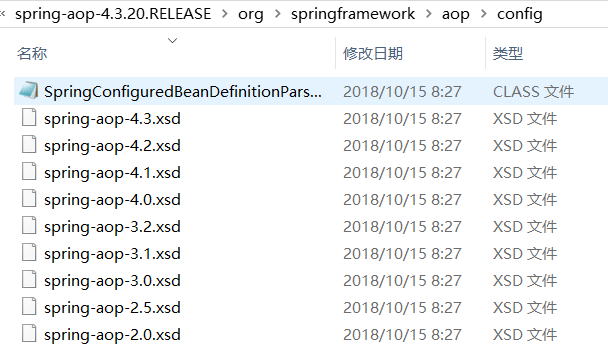 « spring-aop-4.3.20.RELEASE › org › springframework › aop › config
名称 修改日期 类型
SpringConfiguredBeanDefinitionPars... 2018/10/15 8:27 CLASS 文件
spring-aop-4.3.xsd 2018/10/15 8:27 XSD 文件
spring-aop-4.2.xsd 2018/10/15 8:27 XSD 文件
spring-aop-4.1.xsd 2018/10/15 8:27 XSD 文件
spring-aop-4.0.xsd 2018/10/15 8:27 XSD 文件
spring-aop-3.2.xsd 2018/10/15 8:27 XSD 文件
spring-aop-3.1.xsd 2018/10/15 8:27 XSD 文件
spring-aop-3.0.xsd 2018/10/15 8:27 XSD 文件
spring-aop-2.5.xsd 2018/10/15 8:27 XSD 文件
spring-aop-2.0.xsd 2018/10/15 8:27 XSD 文件